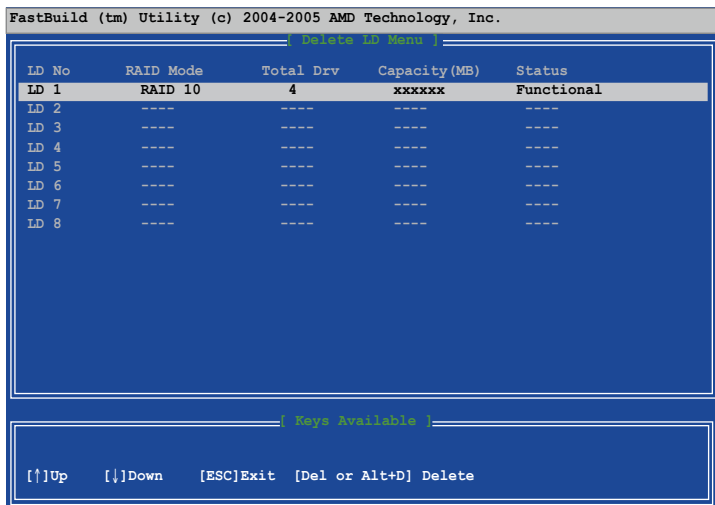 FastBuild (tm) Utility (c) 2004-2005 AMD Technology, Inc.
[ Delete LD Menu ]
LD No RAID Mode Total Drv Capacity(MB) Status
LD 1 RAID 10 4 xxxxxx Functional
LD 2 ---- ---- ---- ----
LD 3 ---- ---- ---- ----
LD 4 ---- ---- ---- ----
LD 5 ---- ---- ---- ----
LD 6 ---- ---- ---- ----
LD 7 ---- ---- ---- ----
LD 8 ---- ---- ---- ----
[ Keys Available ]
[↑]Up [↓]Down [ESC]Exit [Del or Alt+D] Delete